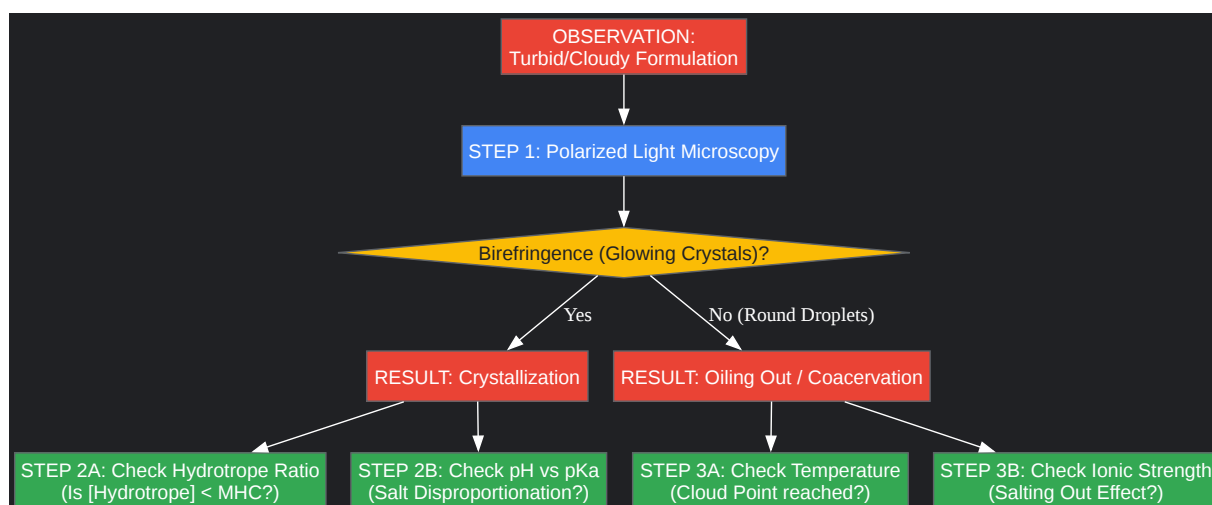 OBSERVATION:
Turbid/Cloudy Formulation
STEP 1: Polarized Light Microscopy
Birefringence (Glowing Crystals)?
Yes
No (Round Droplets)
RESULT: Crystallization
RESULT: Oiling Out / Coacervation
STEP 2A: Check Hydrotrope Ratio
(Is [Hydrotrope] < MHC?)
STEP 2B: Check pH vs pKa
(Salt Disproportionation?)
STEP 3A: Check Temperature
(Cloud Point reached?)
STEP 3B: Check Ionic Strength
(Salting Out Effect?)